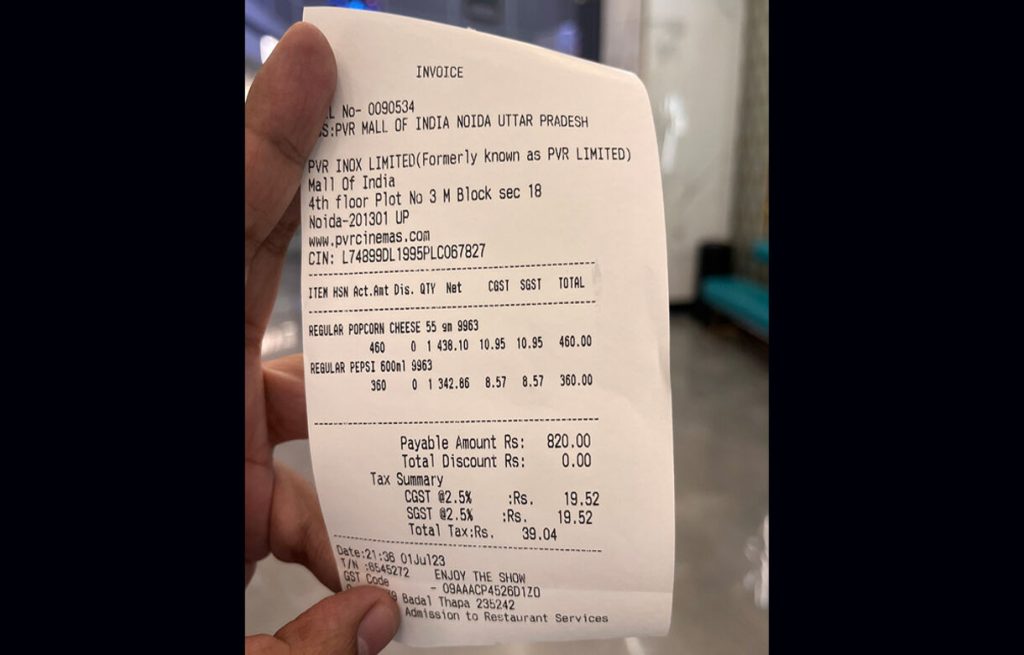 INVOICE
L No- 0090534
S:PVR MALL OF INDIA NOIDA UTTAR PRADESH
PVR INOX LIMITED(Formerly known as PVR LIMITED)
Mall Of India
4th floor Plot No 3 M Block sec 18
Noida-201301 UP
www.pvrcinemas.com
CIN: L74899DL1995PLC067827
ITEM HSN Act.Amt Dis. QTY Net CGST SGST TOTAL
REGULAR POPCORN CHEESE 55 gm 9963
460 0 1 438.10 10.95 10.95 460.00
REGULAR PEPSI 600ml 9963
360 0 1 342.86 8.57 8.57 360.00
Payable Amount Rs: 820.00
Total Discount Rs: 0.00
Tax Summary
CGST @2.5% :Rs. 19.52
SGST @2.5% :Rs. 19.52
Total Tax:Rs. 39.04
Date:21:36 01Jul23
T/N :6545272 ENJOY THE SHOW
GST Code - 09AAACP4526D1Z0
9 Badal Thapa 235242
Admission to Restaurant Services